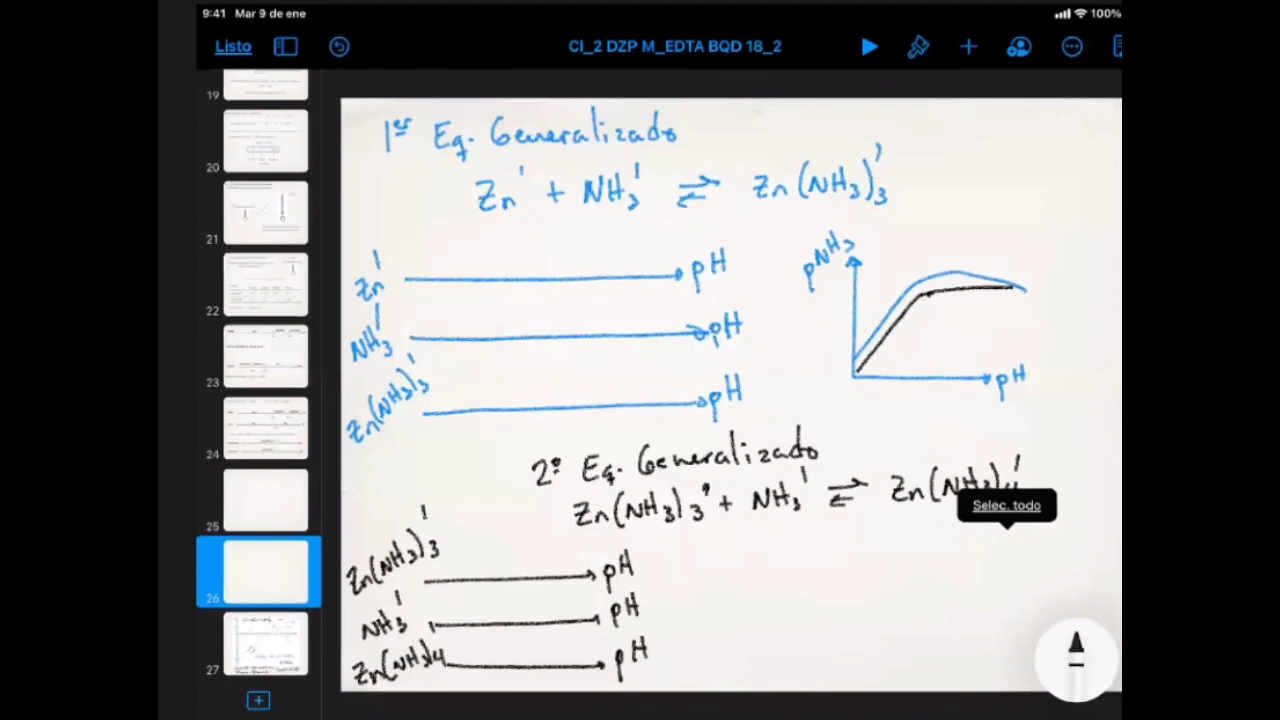 9:41 Mar 9 de ene
100%
Listo
CI_2 DZP M_EDTA BQD 18_2
19
20
21
22
23
24
25
26
27
1er Eq. Generalizado
Zn' + NH3' ⇌ Zn(NH3)3'
Zn' pH
NH3' pH
Zn(NH3)3' pH
pNH3'
pH
2º Eq. Generalizado
Zn(NH3)3' + NH3' ⇌ Zn(NH3)4'
Selec. todo
Zn(NH3)3' pH
NH3' pH
Zn(NH3)4 pH